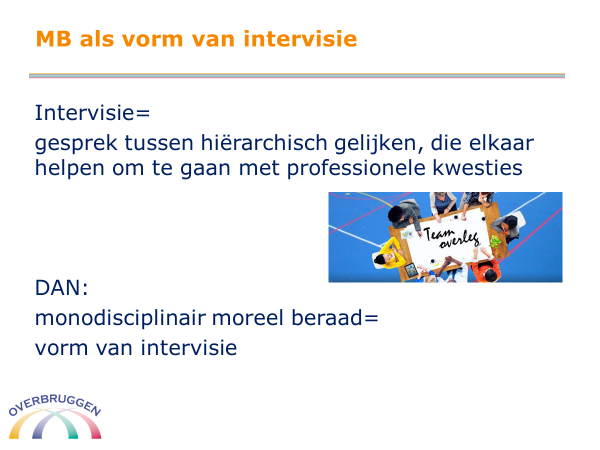 MB als vorm van intervisie
Intervisie=
gesprek tussen hiërarchisch gelijken, die elkaar
helpen om te gaan met professionele kwesties
Team
overleg
DAN:
monodisciplinair moreel beraad=
vorm van intervisie
OVERBRUGGEN